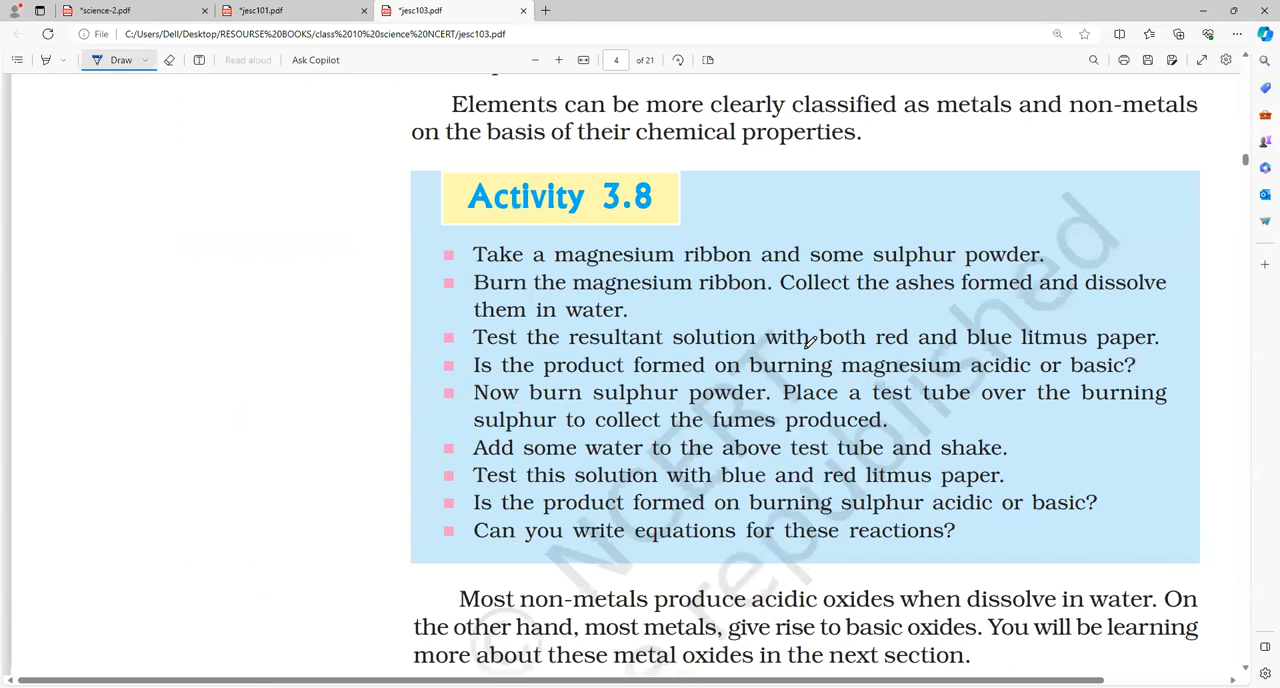 *science-2.pdf
*jesc101.pdf
*jesc103.pdf
File
C:/Users/Dell/Desktop/RESOURSE%20BOOKS/class%2010%20science%20NCERT/jesc103.pdf
Draw
Read aloud
Ask Copilot
4
of 21
Elements can be more clearly classified as metals and non-metals
on the basis of their chemical properties.
Activity 3.8
Take a magnesium ribbon and some sulphur powder.
Burn the magnesium ribbon. Collect the ashes formed and dissolve
them in water.
Test the resultant solution with both red and blue litmus paper.
Is the product formed on burning magnesium acidic or basic?
Now burn sulphur powder. Place a test tube over the burning
sulphur to collect the fumes produced.
Add some water to the above test tube and shake.
Test this solution with blue and red litmus paper.
Is the product formed on burning sulphur acidic or basic?
Can you write equations for these reactions?
Most non-metals produce acidic oxides when dissolve in water. On
the other hand, most metals, give rise to basic oxides. You will be learning
more about these metal oxides in the next section.
© NCERT
republished